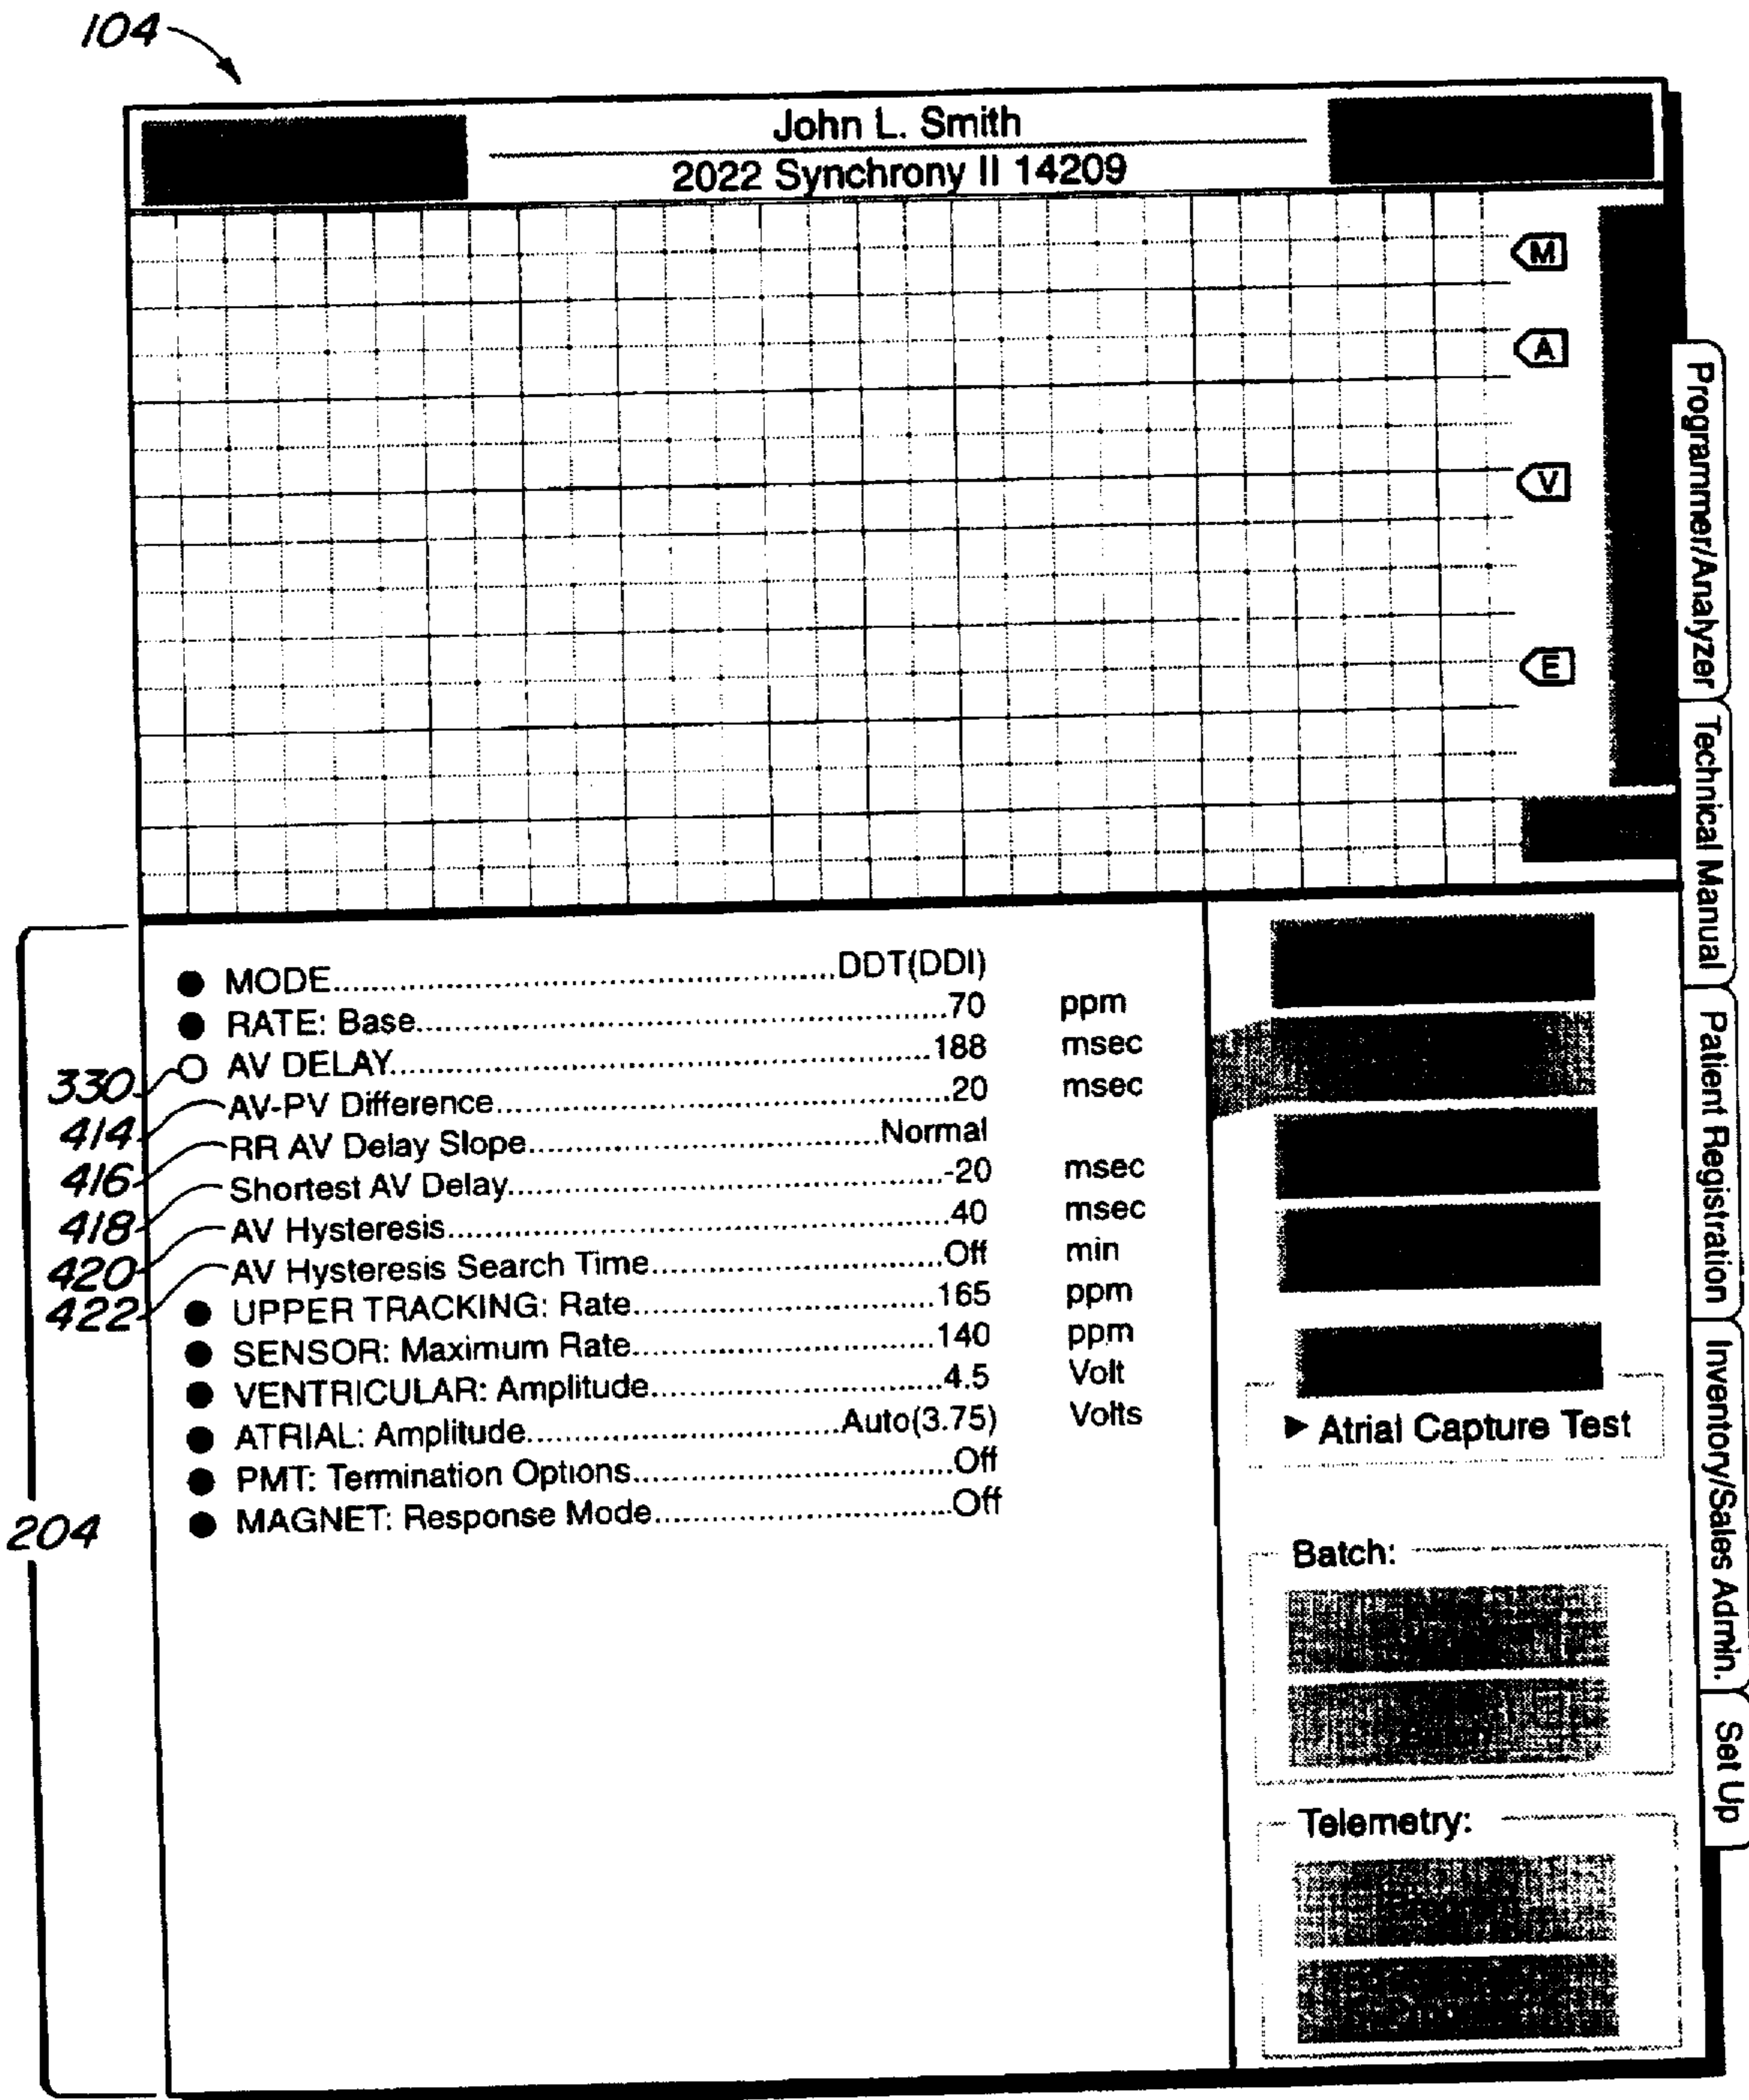 104
John L. Smith
2022 Synchrony II 14209
M
A
V
E
Programmer/Analyzer
Technical Manual
Patient Registration
Inventory/Sales Admin.
Set Up
204
MODE DDT(DDI)
RATE: Base 70 ppm
330 AV DELAY 188 msec
414 AV-PV Difference 20 msec
416 RR AV Delay Slope Normal
418 Shortest AV Delay -20 msec
420 AV Hysteresis 40 msec
422 AV Hysteresis Search Time Off min
UPPER TRACKING: Rate 165 ppm
SENSOR: Maximum Rate 140 ppm
VENTRICULAR: Amplitude 4.5 Volt
ATRIAL: Amplitude Auto(3.75) Volts
PMT: Termination Options Off
MAGNET: Response Mode Off
Atrial Capture Test
Batch:
Telemetry: